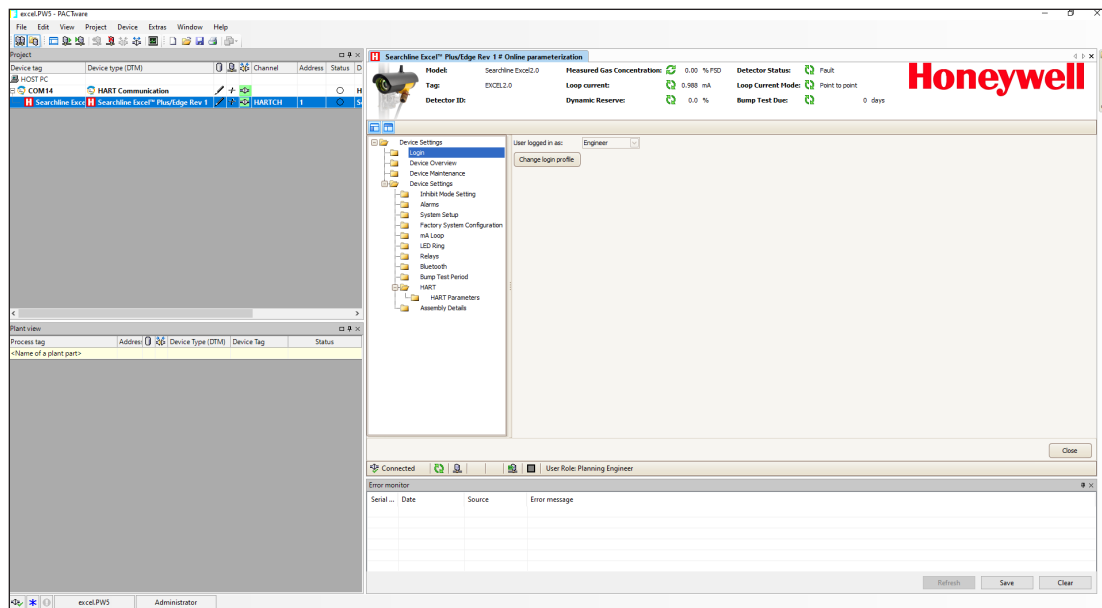 excel.PW5 - PACTware
File Edit View Project Device Extras Window Help
Project
Device tag Device type (DTM) Channel Address Status D
HOST PC
COM14 HART Communication H
Searchline Exce Searchline Excel™ Plus/Edge Rev 1 HARTCH 1 S
Plant view
Process tag Address Device Type (DTM) Device Tag Status
<Name of a plant part>
Searchline Excel™ Plus/Edge Rev 1 # Online parameterization
Model: Searchline Excel2.0 Measured Gas Concentration: 0.00 %FSD Detector Status: Fault
Tag: EXCEL2.0 Loop current: 0.988 mA Loop Current Mode: Point to point
Detector ID: Dynamic Reserve: 0.0 % Bump Test Due: 0 days
Honeywell
Device Settings
Login
Device Overview
Device Maintenance
Device Settings
Inhibit Mode Setting
Alarms
System Setup
Factory System Configuration
mA Loop
LED Ring
Relays
Bluetooth
Bump Test Period
HART
HART Parameters
Assembly Details
User logged in as: Engineer
Change login profile
Close
Connected User Role: Planning Engineer
Error monitor
Serial ... Date Source Error message
Refresh Save Clear
excel.PW5 Administrator